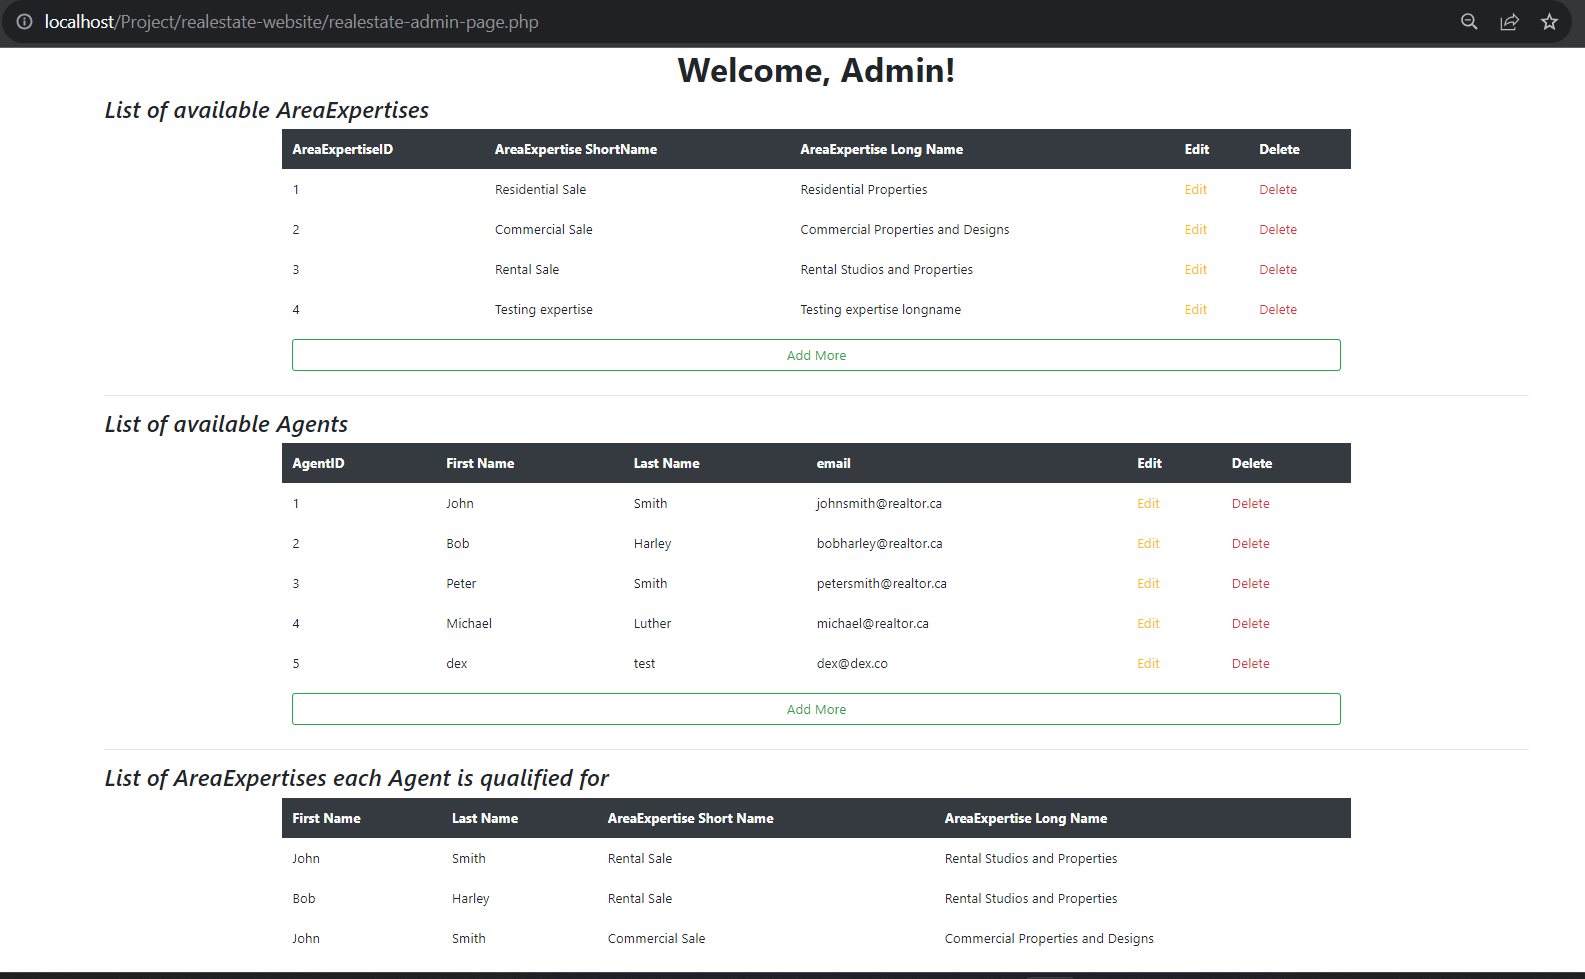 localhost/Project/realestate-website/realestate-admin-page.php
Welcome, Admin!
List of available AreaExpertises
AreaExpertiseID AreaExpertise ShortName AreaExpertise Long Name Edit Delete
1 Residential Sale Residential Properties Edit Delete
2 Commercial Sale Commercial Properties and Designs Edit Delete
3 Rental Sale Rental Studios and Properties Edit Delete
4 Testing expertise Testing expertise longname Edit Delete
Add More
List of available Agents
AgentID First Name Last Name email Edit Delete
1 John Smith johnsmith@realtor.ca Edit Delete
2 Bob Harley bobharley@realtor.ca Edit Delete
3 Peter Smith petersmith@realtor.ca Edit Delete
4 Michael Luther michael@realtor.ca Edit Delete
5 dex test dex@dex.co Edit Delete
Add More
List of AreaExpertises each Agent is qualified for
First Name Last Name AreaExpertise Short Name AreaExpertise Long Name
John Smith Rental Sale Rental Studios and Properties
Bob Harley Rental Sale Rental Studios and Properties
John Smith Commercial Sale Commercial Properties and Designs